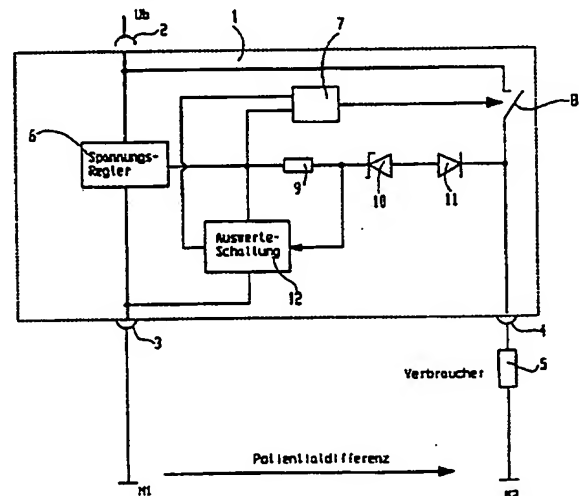 Ub
2
1
7
8
6
Spannungs-
Regler
9
10
11
Auswerte-
Schaltung
12
3
4
Verbraucher
5
Potentialdifferenz
M1
M2